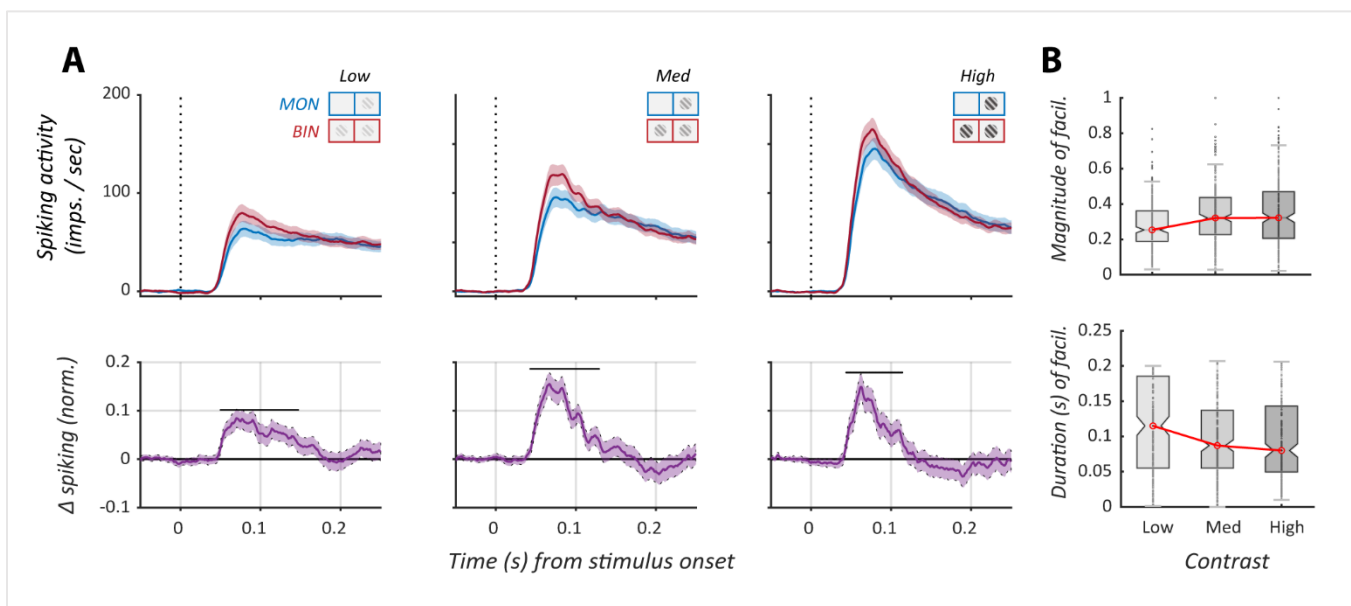 A
B
Low
Med
High
MON
BIN
200
100
0
Spiking activity
(imps. / sec)
0.2
0.1
0
-0.1
Δ spiking (norm.)
0 0.1 0.2
0 0.1 0.2
0 0.1 0.2
Time (s) from stimulus onset
1
0.8
0.6
0.4
0.2
0
Magnitude of facil.
0.25
0.2
0.15
0.1
0.05
0
Duration (s) of facil.
Low Med High
Contrast